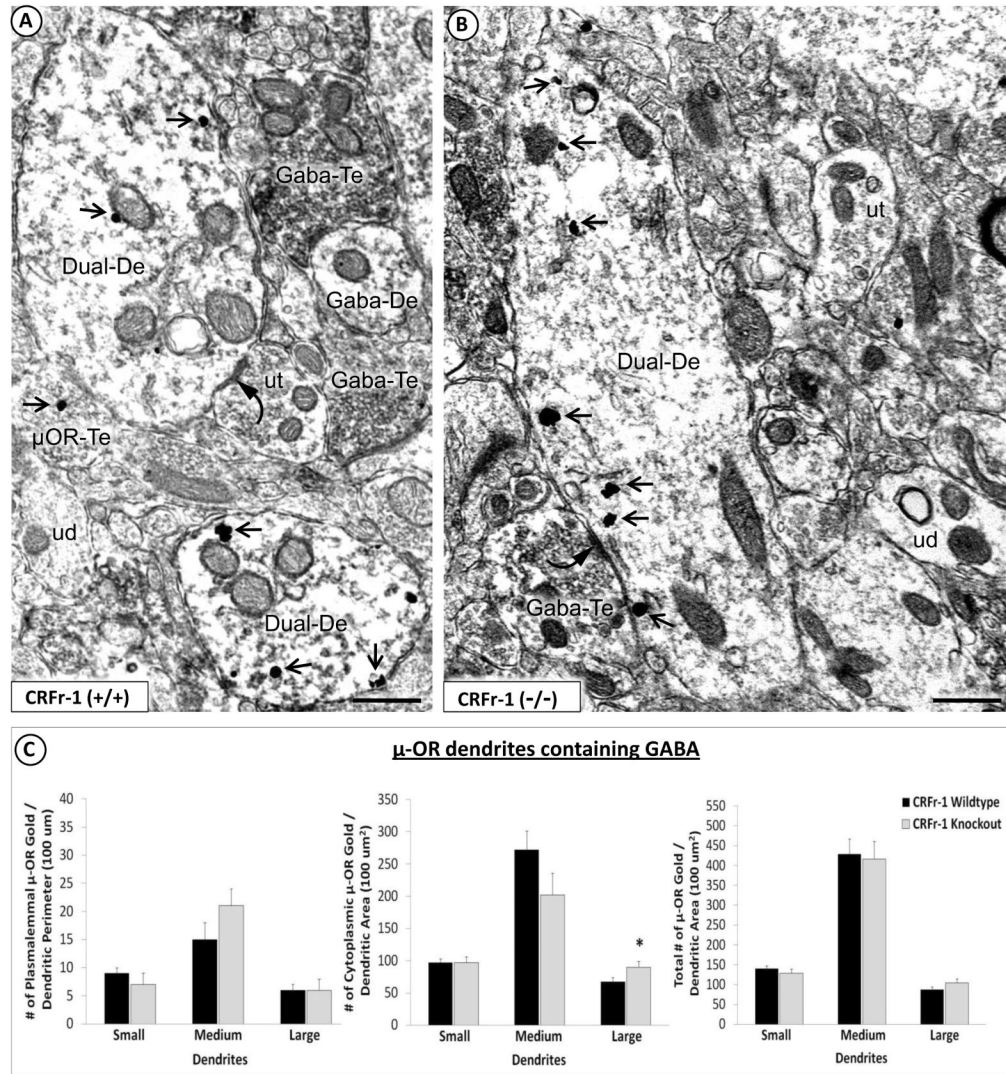 A
Gaba-Te
Dual-De
Gaba-De
ut
Gaba-Te
µOR-Te
ud
Dual-De
CRFr-1 (+/+)
B
ut
Dual-De
ud
Gaba-Te
CRFr-1 (-/-)
C
µ-OR dendrites containing GABA
# of Plasmalemmal µ-OR Gold /
Dendritic Perimeter (100 um)
40
35
30
25
20
15
10
5
0
Small Medium Large
Dendrites
# of Cytoplasmic µ-OR Gold /
Dendritic Area (100 um²)
350
300
250
200
150
100
50
0
*
Small Medium Large
Dendrites
Total # of µ-OR Gold /
Dendritic Area (100 um²)
550
500
450
400
350
300
250
200
150
100
50
0
Small Medium Large
Dendrites
CRFr-1 Wildtype
CRFr-1 Knockout